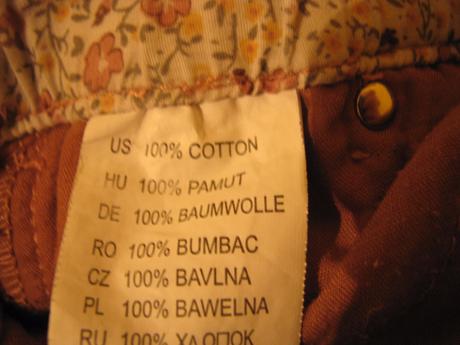 US 100% COTTON
HU 100% PAMUT
DE 100% BAUMWOLLE
RO 100% BUMBAC
CZ 100% BAVLNA
PL 100% BAWELNA
RU 100% ХЛОПОК